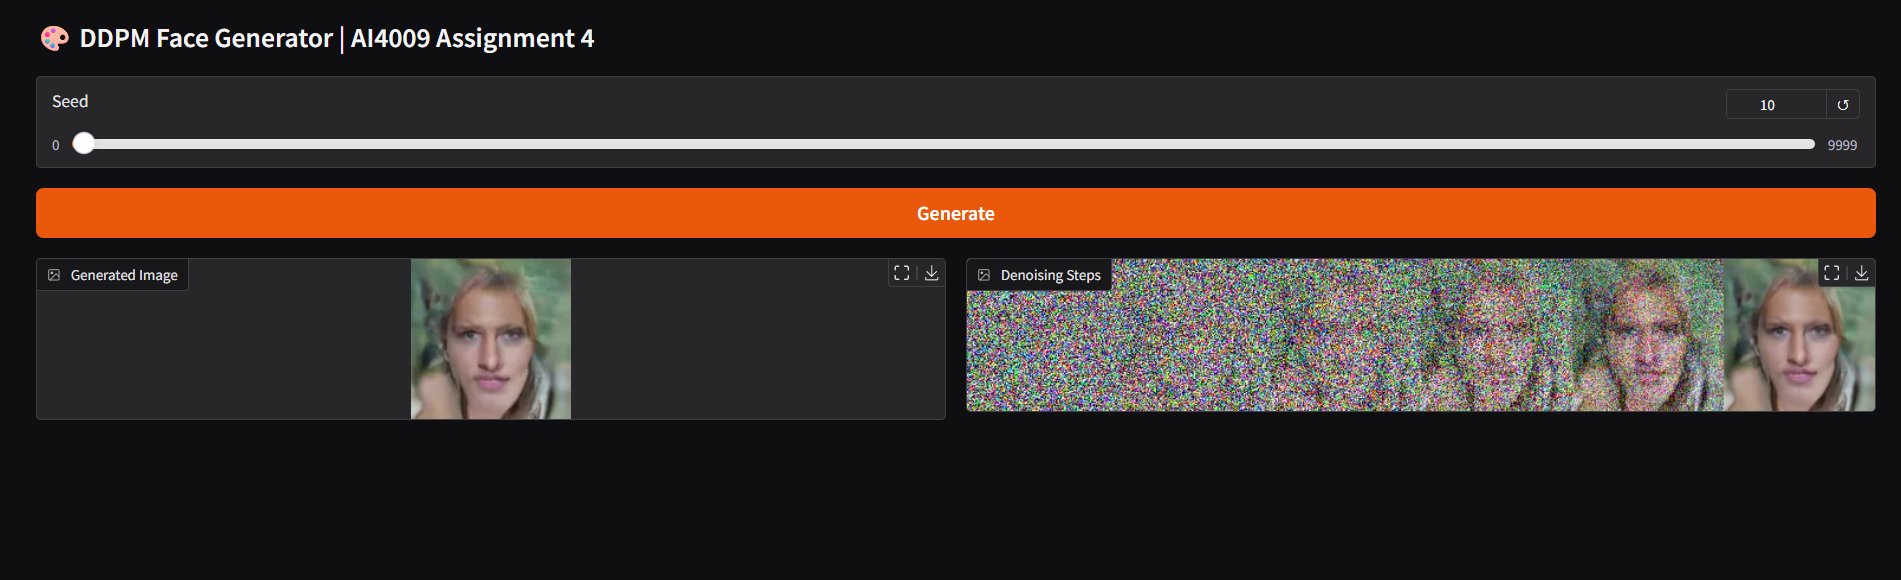 DDPM Face Generator | AI4009 Assignment 4
Seed
10
0
9999
Generate
Generated Image
Denoising Steps